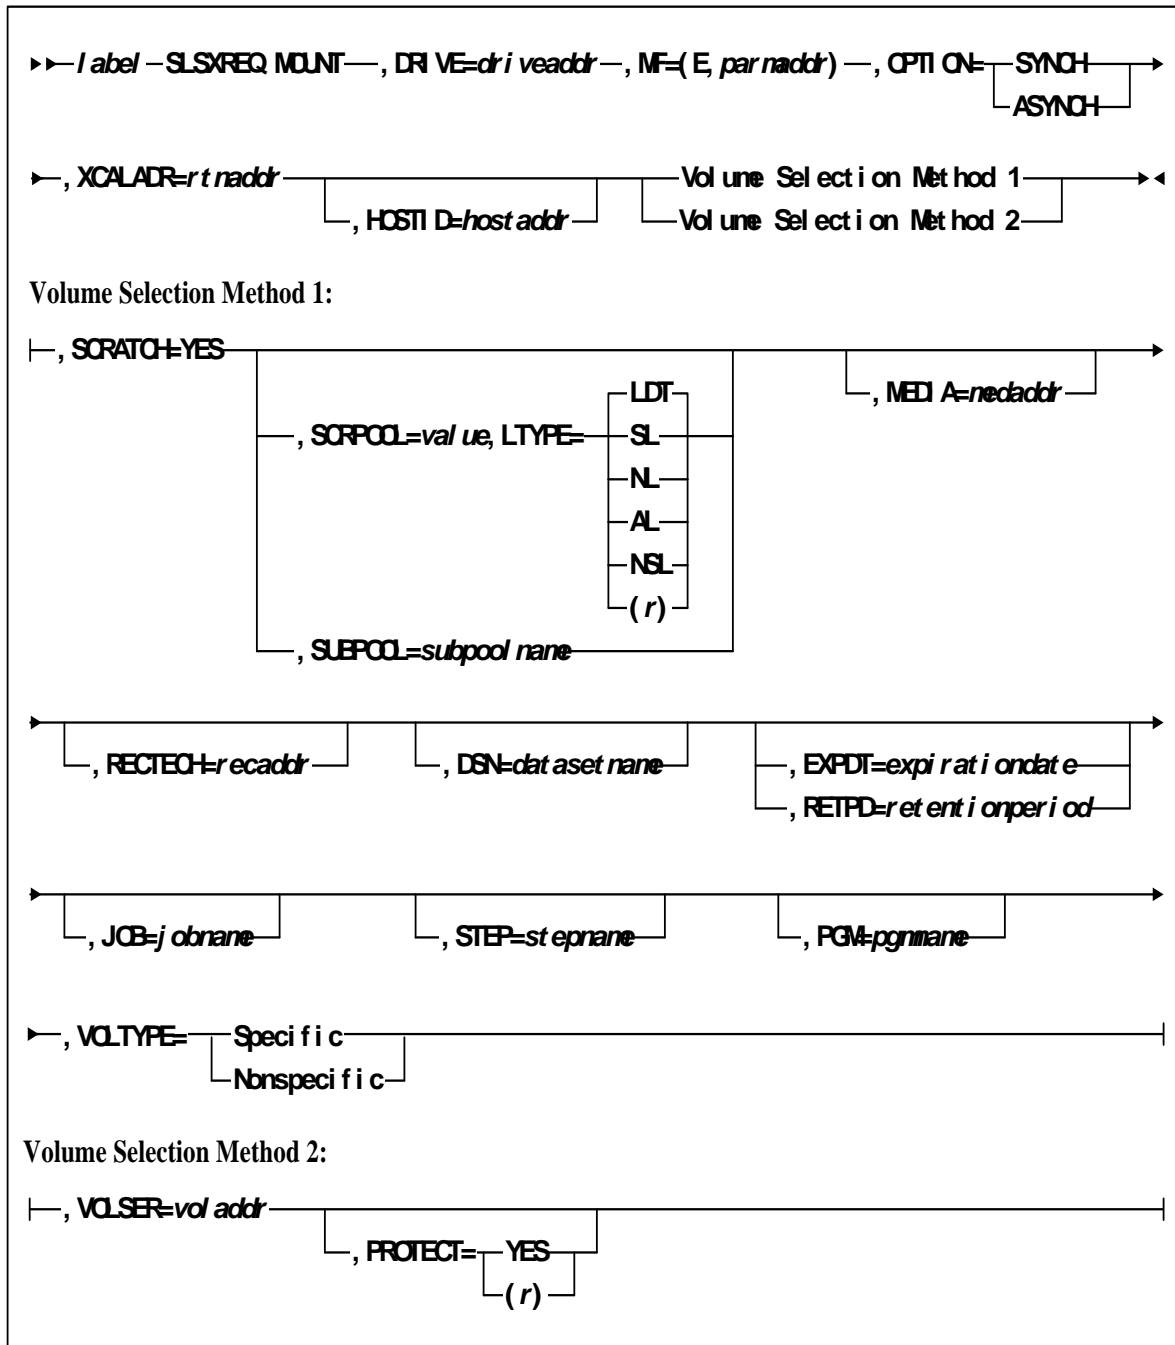 label SLSXREQ MOUNT , DRIVE=driveaddr , MF=(E, parmaddr) , OPTION= SYNCH
ASYNCH
, XCALADR=rtnaddr Volume Selection Method 1
, HOSTID=hostaddr Volume Selection Method 2
Volume Selection Method 1:
, SCRATCH=YES
, MEDIA=medaddr
LDT
, SCRPOOL=value, LTYPE= SL
NL
AL
NSL
(r)
, SUBPOOL=subpoolname
, RECTECH=recaddr , DSN=datasetname , EXPDT=expirationdate
, RETPD=retentionperiod
, JOB=jobname , STEP=stepname , PGM=pgmname
, VOLTYPE= Specific
Nonspecific
Volume Selection Method 2:
, VOLSER=voladdr
, PROTECT= YES
(r)